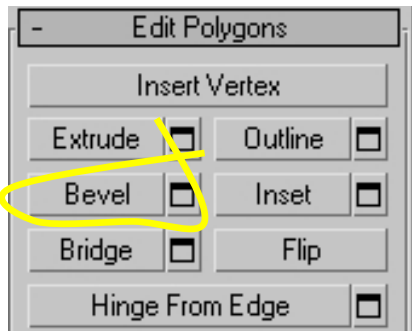 - Edit Polygons
Insert Vertex
Extrude Outline
Bevel Inset
Bridge Flip
Hinge From Edge